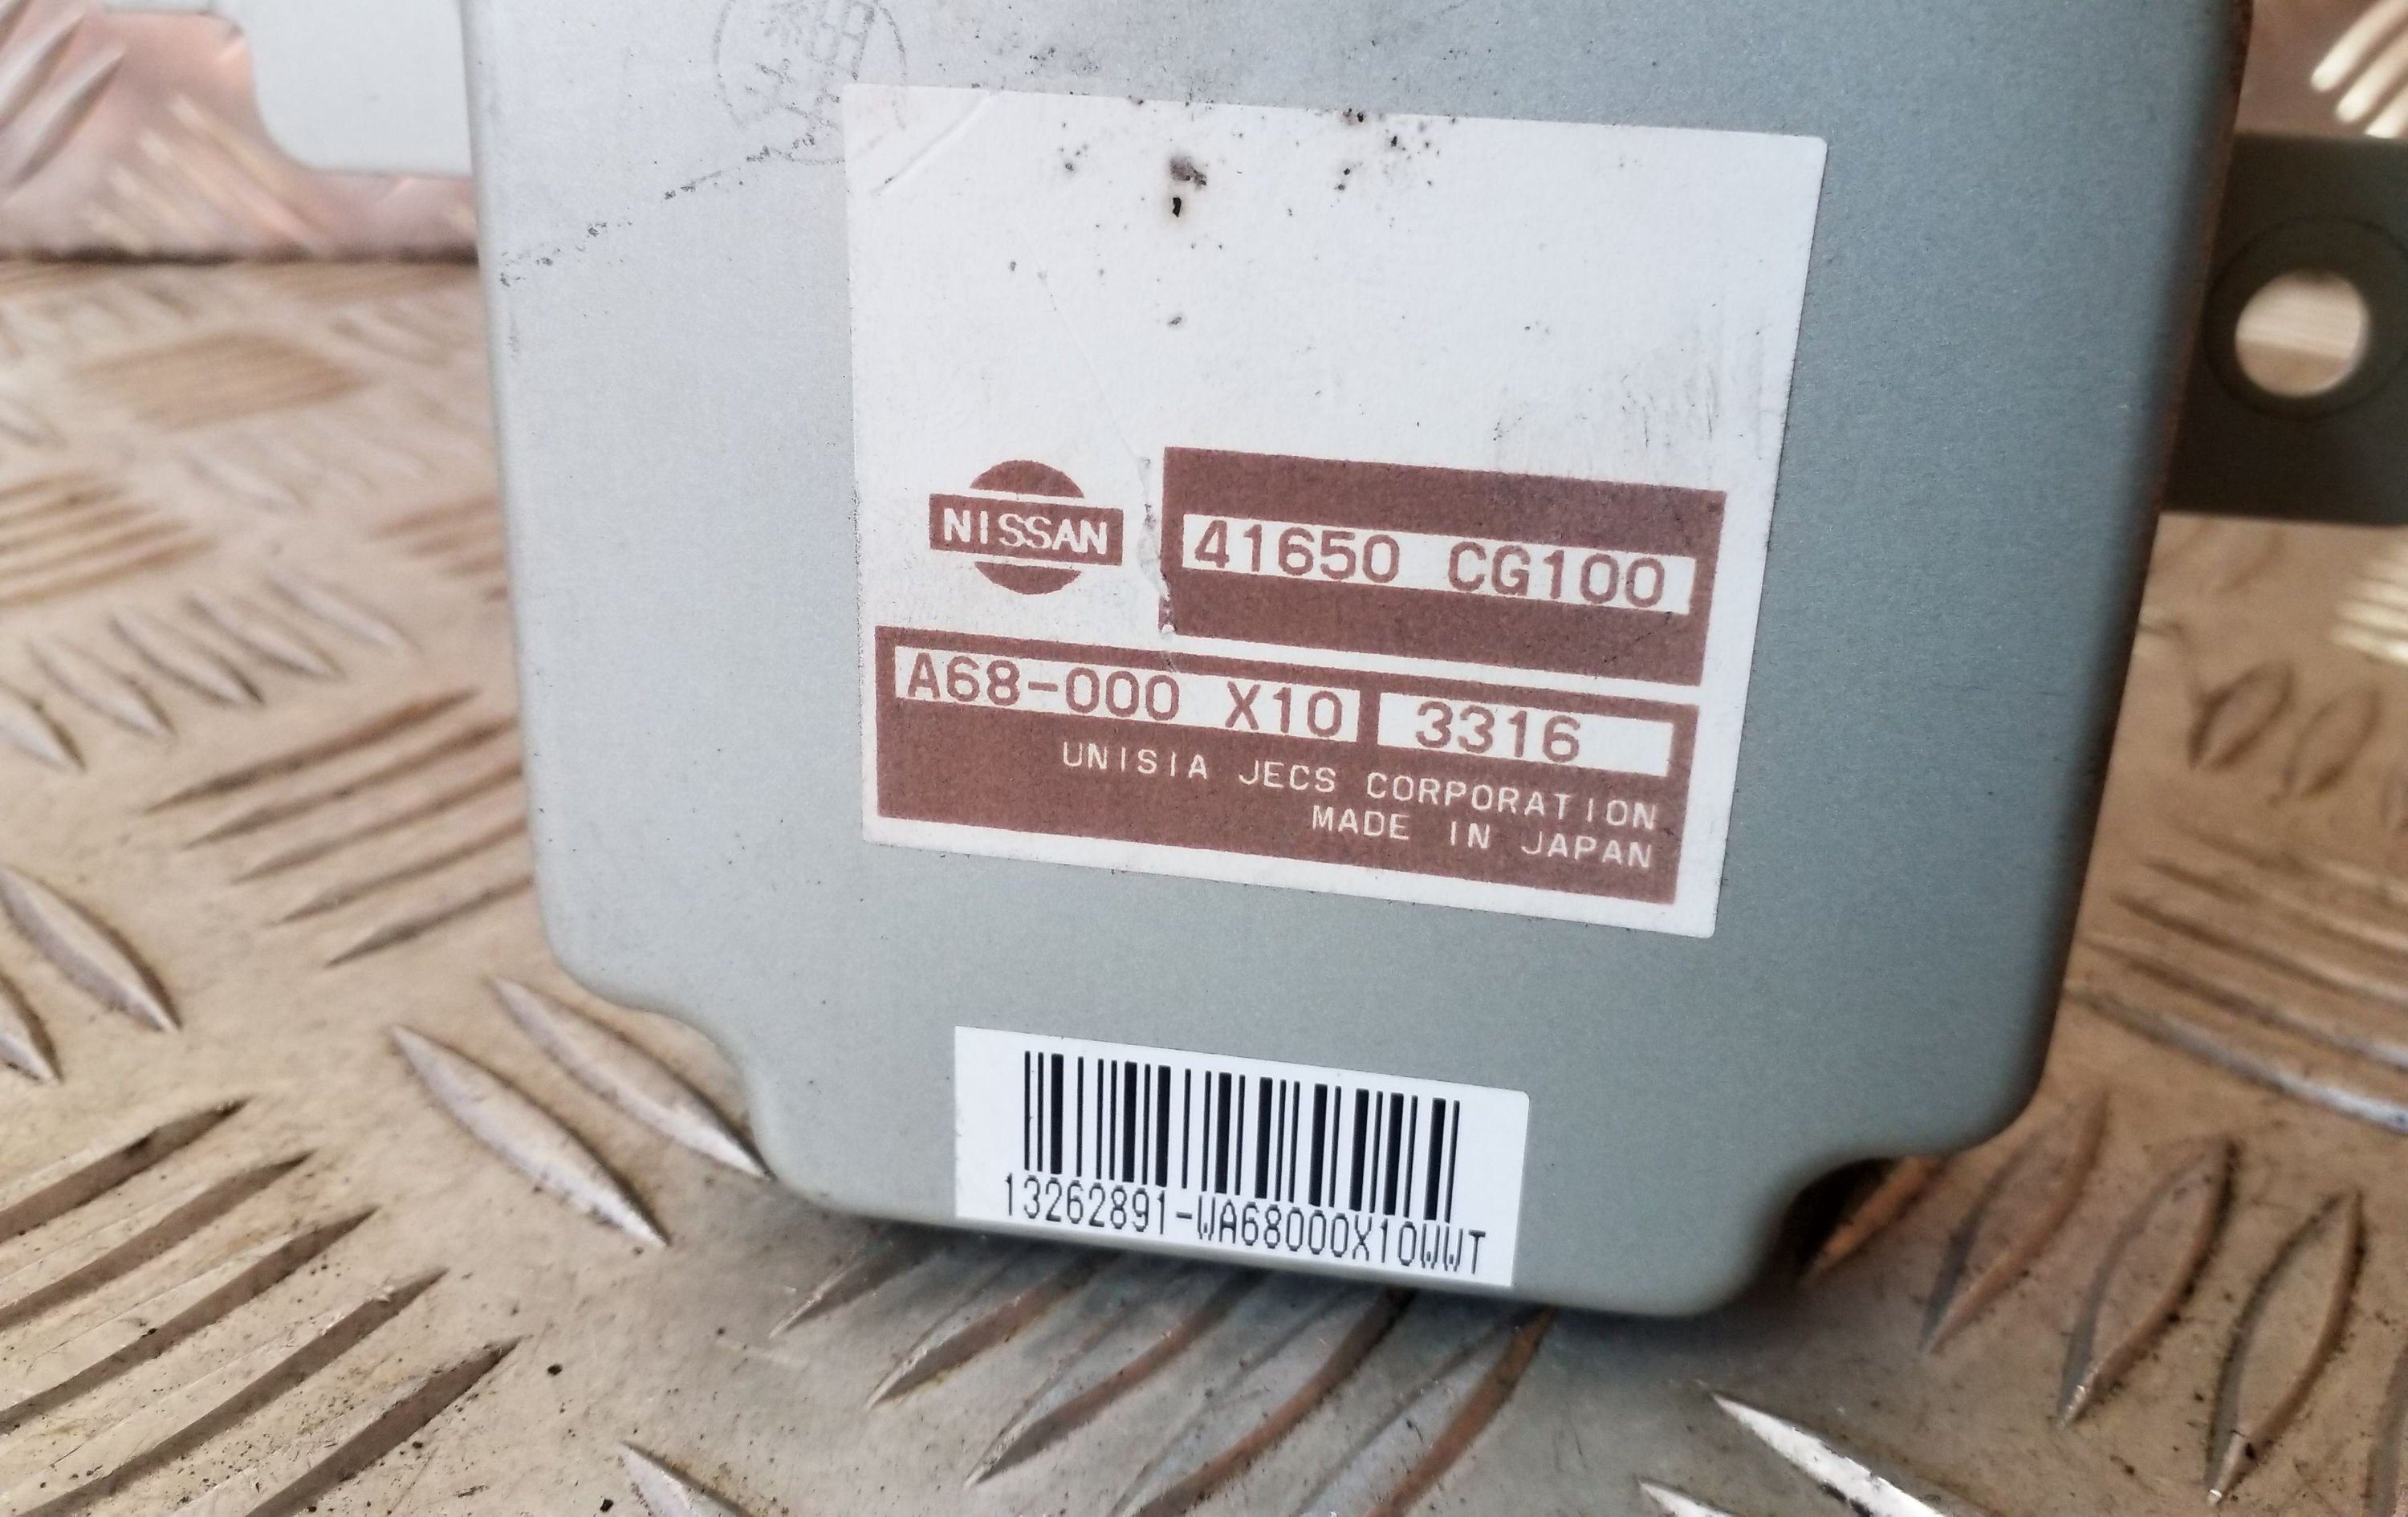 NISSAN
41650 CG100
A68-000 X10 3316
UNISIA JECS CORPORATION
MADE IN JAPAN
13262891-WA68000X10WWT